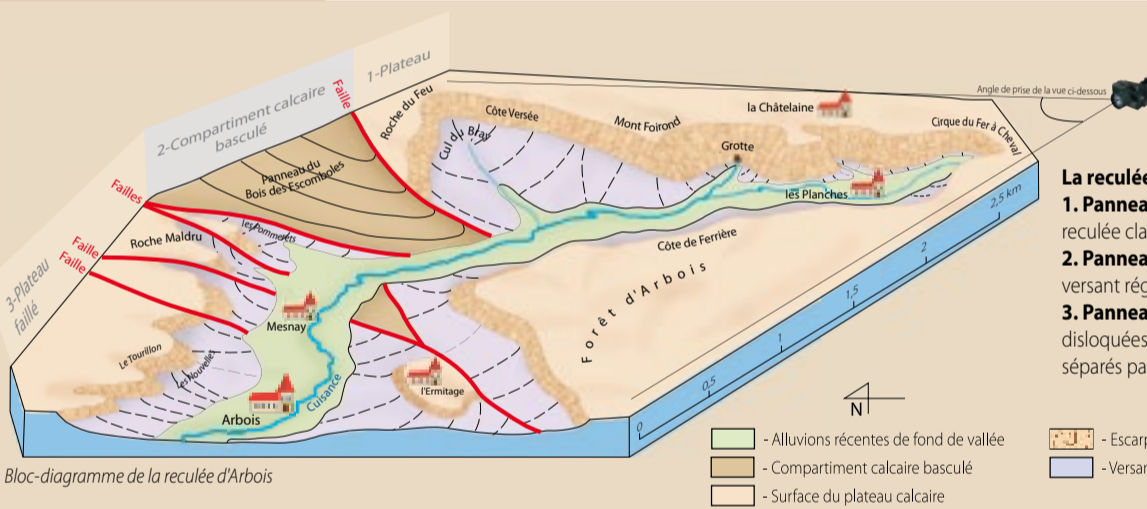 1-Plateau
2-Compartiment calcaire
basculé
3-Plateau
faillé
Faille
Failles
Faille
Faille
Roche du Feu
Côte Versée
Cul du Bray
Mont Foirond
la Châtelaine
Angle de prise de la vue ci-dessous
Cirque du Fer à Cheval
Grotte
les Planches
Panneau du
Bois des Escomboles
les Pommerets
Roche Maldru
Côte de Ferrière
Forêt d'Arbois
Mesnay
Le Tourillon
Les Nouvelles
l'Ermitage
Cuisance
Arbois
0
0,5
1
1,5
2
2,5 km
N
La reculée
1. Pannea
reculée cla
2. Pannea
versant rég
3. Pannea
disloquées
séparés pa
- Alluvions récentes de fond de vallée
- Compartiment calcaire basculé
- Surface du plateau calcaire
- Escarp
- Versar
Bloc-diagramme de la reculée d'Arbois